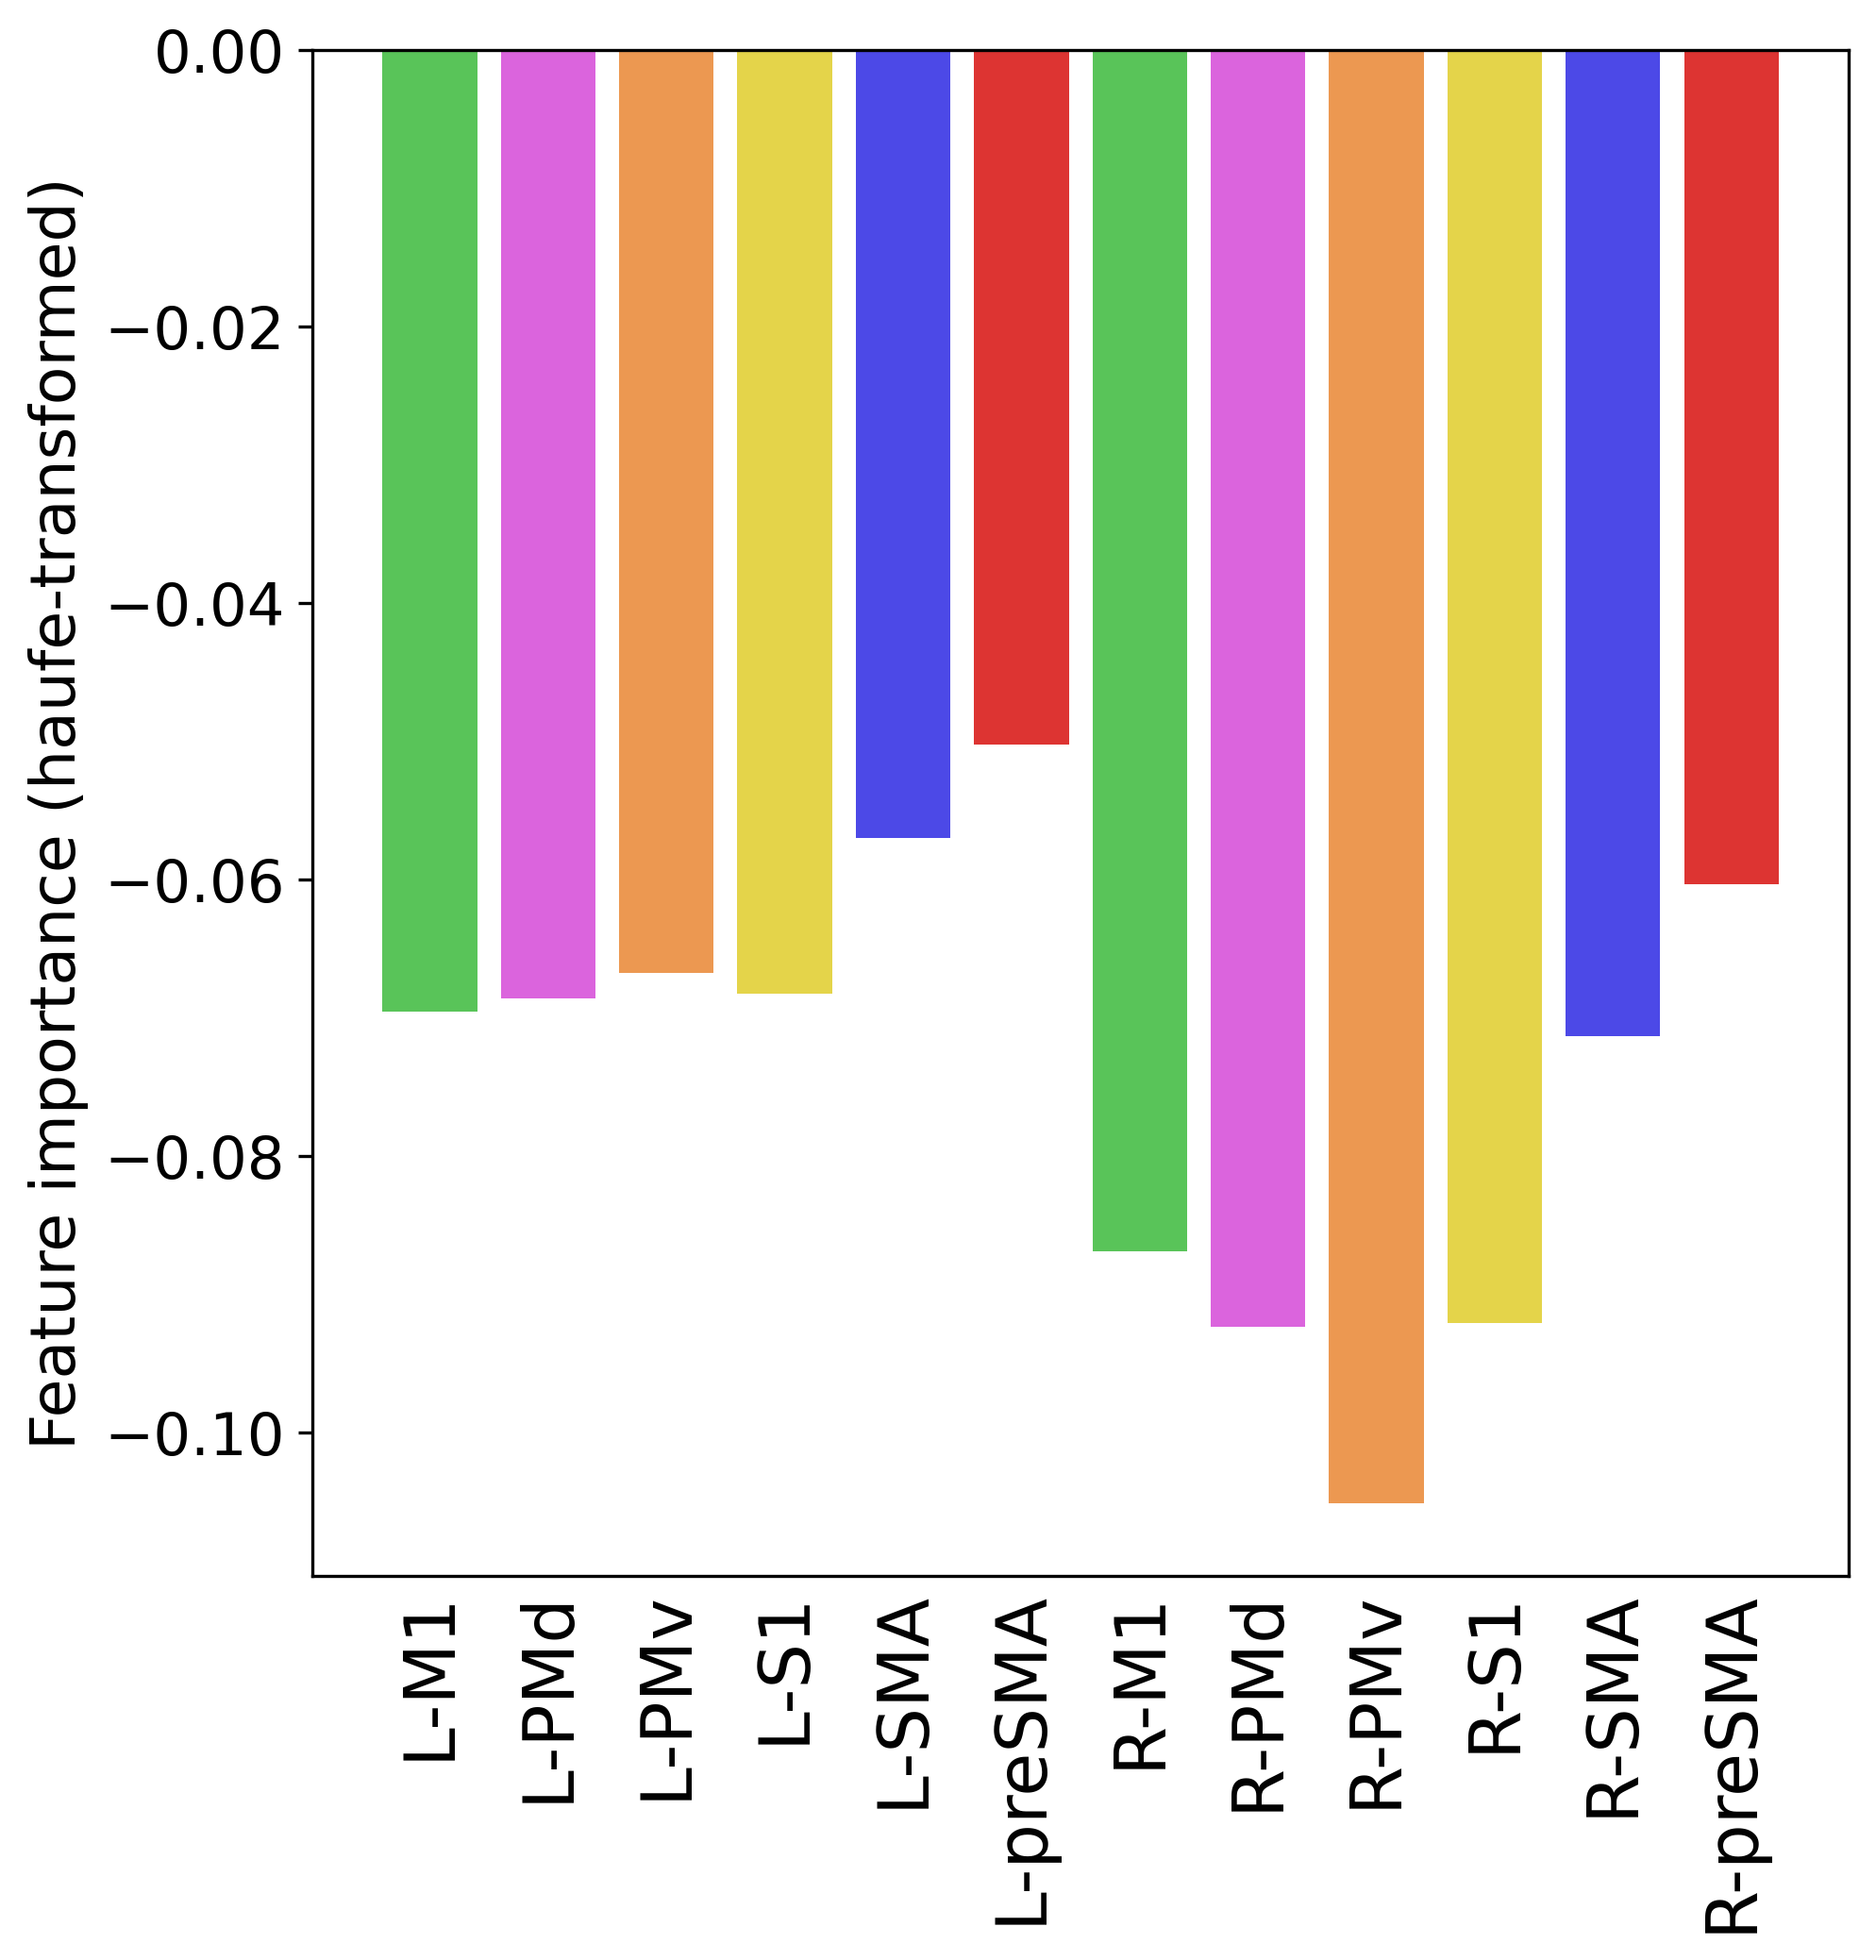 Feature importance (haufe-transformed)
0.00
−0.02
−0.04
−0.06
−0.08
−0.10
L-M1
L-PMd
L-PMv
L-S1
L-SMA
L-preSMA
R-M1
R-PMd
R-PMv
R-S1
R-SMA
R-preSMA